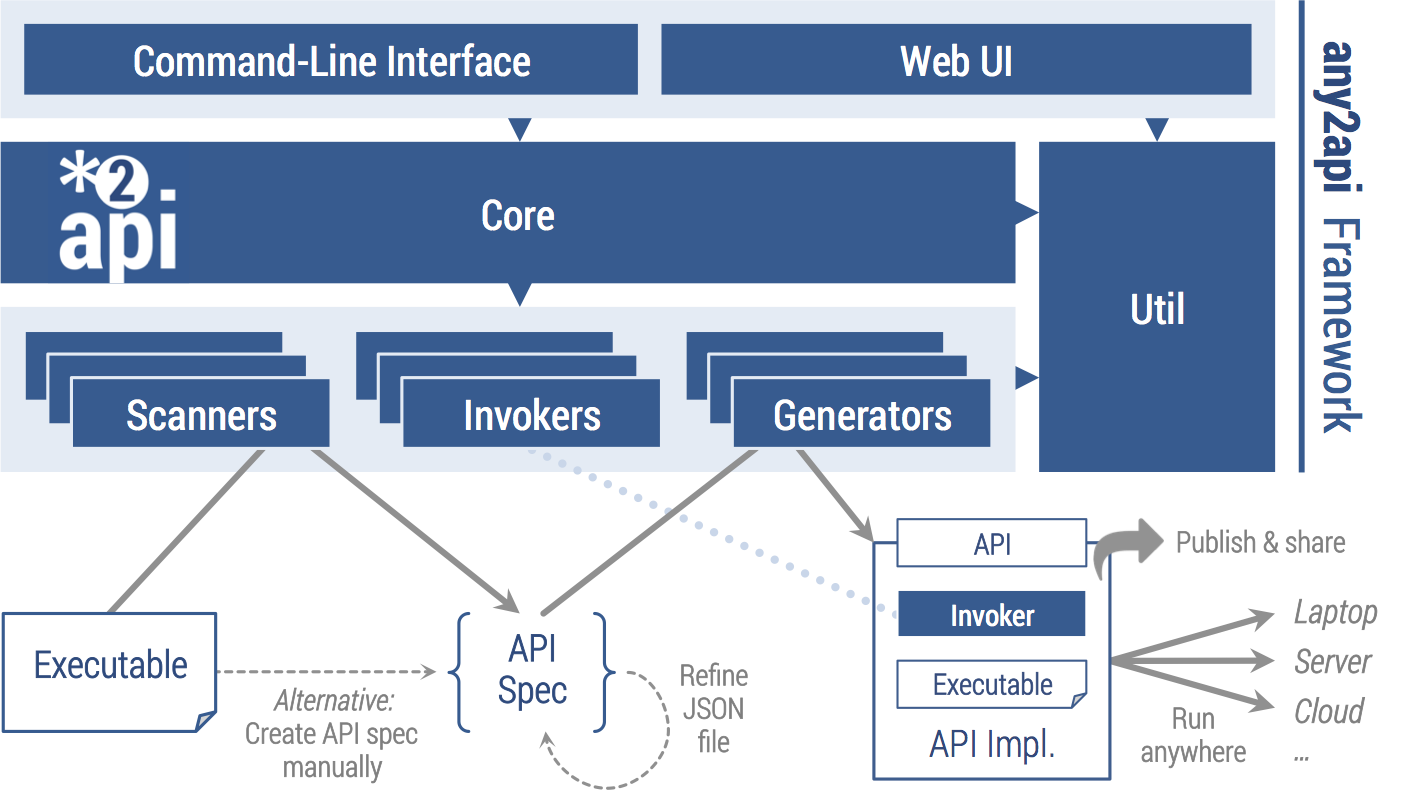 Command-Line Interface
Web UI
any2api Framework
*2
api
Core
Util
Scanners
Invokers
Generators
API
Publish & share
Invoker
Laptop
Executable
API
Spec
Refine
JSON
file
Server
Executable
Alternative:
Create API spec
manually
API Impl.
Run
anywhere
Cloud
...